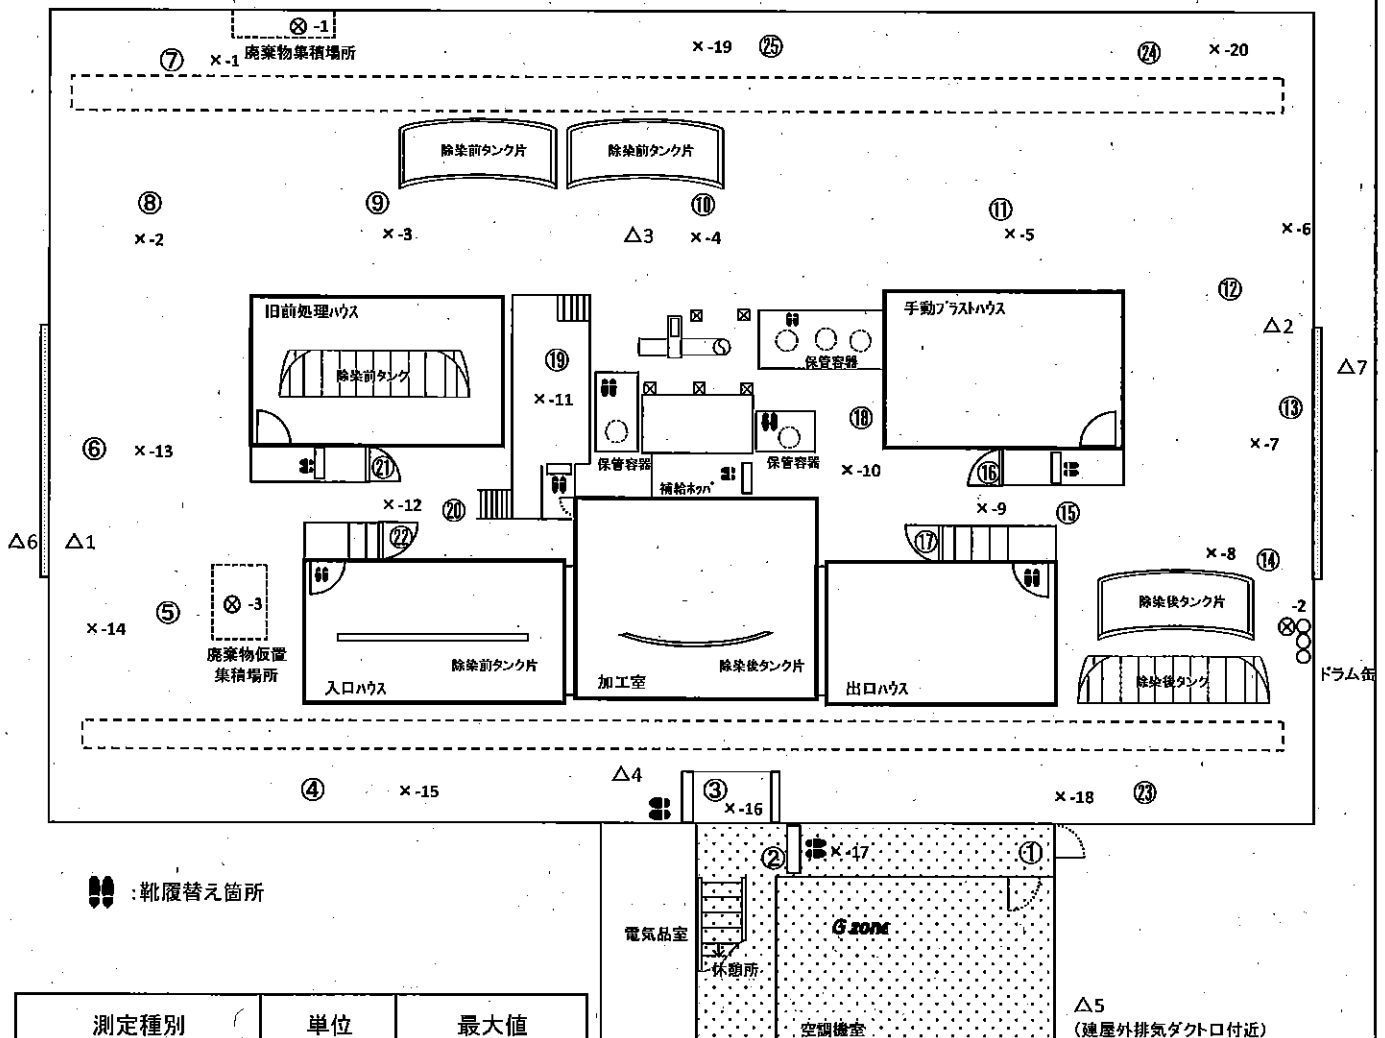 ⊗ -1
廃棄物集積場所
⑦
× -1
× -19
㉕
㉔
× -20
除染前タンク片
除染前タンク片
⑧
× -2
⑨
× -3
△3
⑩
× -4
⑪
× -5
× -6
⑫
△2
△7
旧前処理ハウス
除染前タンク
⑲
× -11
保管容器
手動ブラストハウス
⑬
× -7
⑱
⑥
× -13
㉑
保管容器
保管容器
補給ホッパ
× -10
⑯
× -12
⑳
㉒
× -9
⑮
⑰
△6
△1
× -8
⑭
⊗ -3
⑤
× -14
廃棄物仮置
集積場所
除染前タンク片
入口ハウス
加工室
除染後タンク片
出口ハウス
除染後タンク片
-2
除染後タンク
ドラム缶
④
× -15
△4
③
× -16
× -18
㉓
②
× -17
①
:靴履替え箇所
電気品室
休憩所
G zone
空調機室
△5
(建屋外排気ダクト口付近)
測定種別 単位 最大値